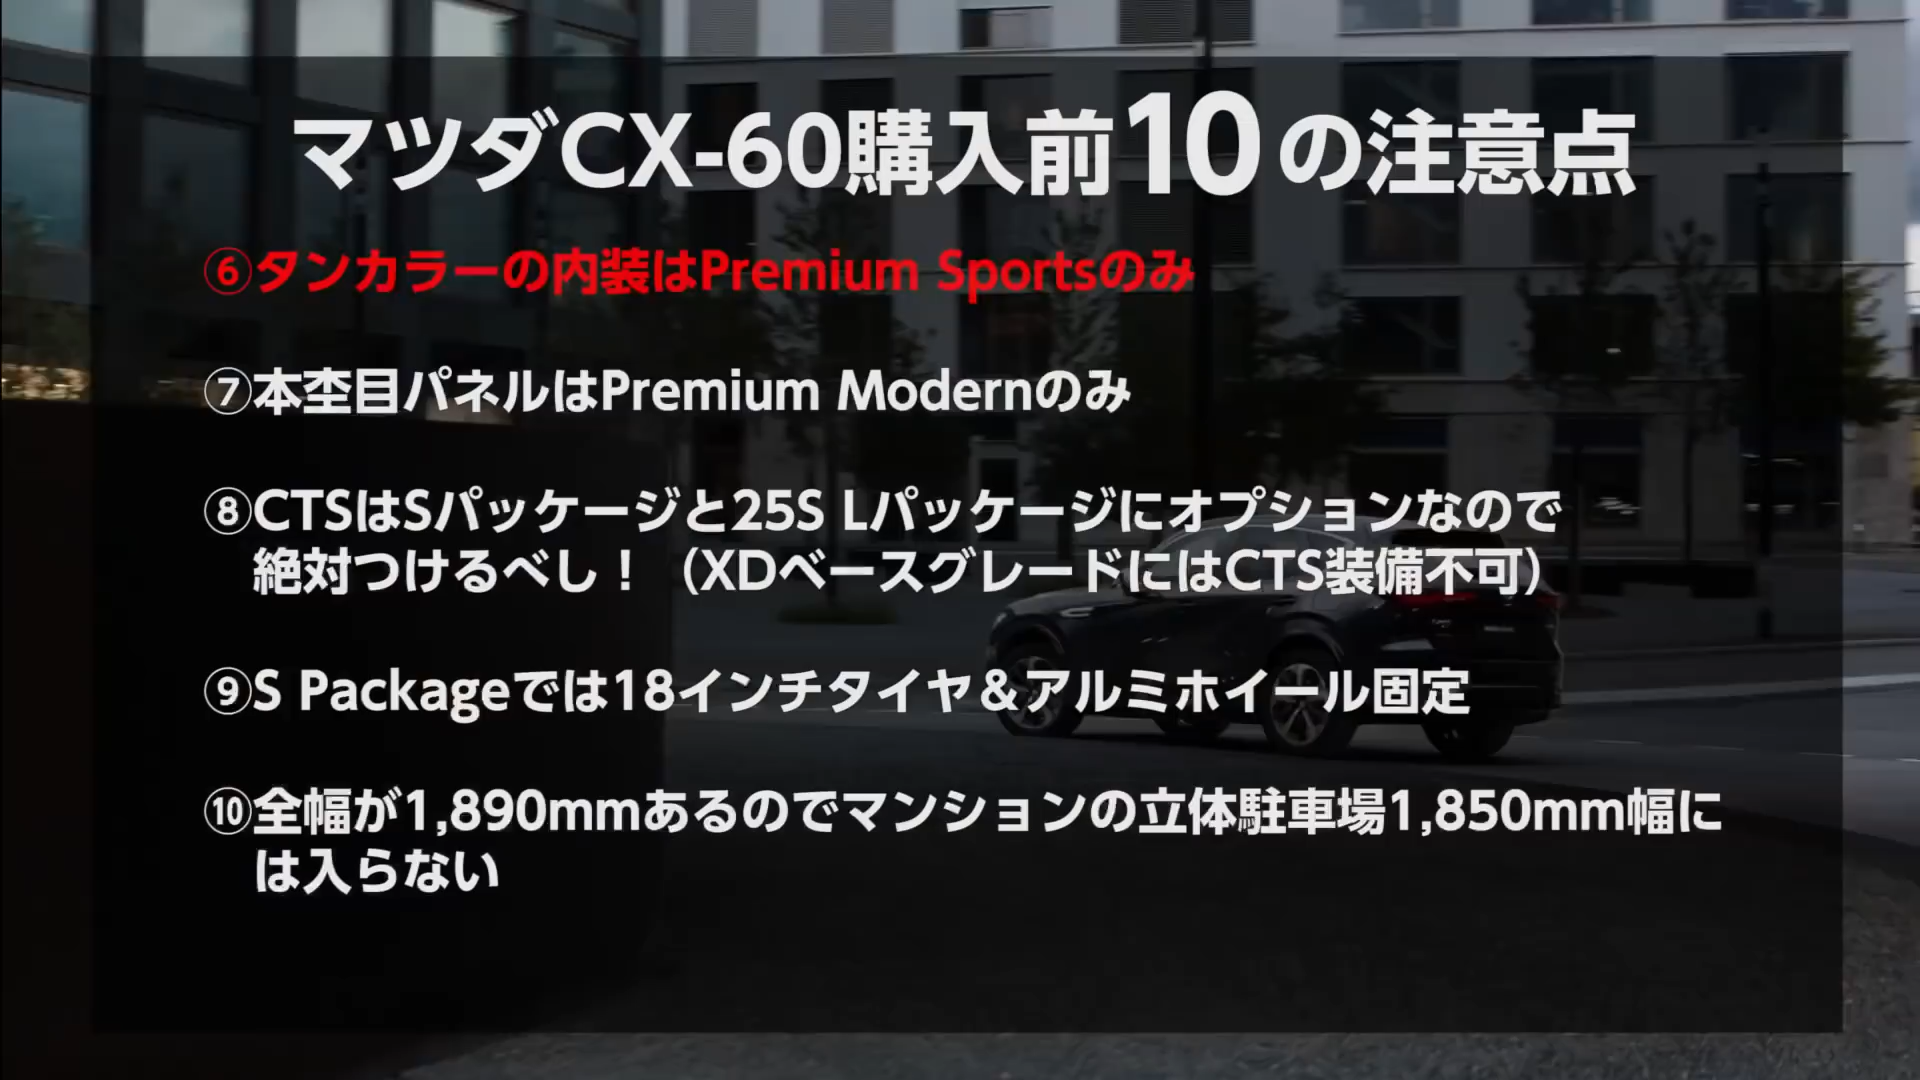 マツダCX-60購入前10の注意点
⑥タンカラーの内装はPremium Sportsのみ
⑦本杢目パネルはPremium Modernのみ
⑧CTSはSパッケージと25S Lパッケージにオプションなので
絶対つけるべし！（XDベースグレードにはCTS装備不可）
⑨S Packageでは18インチタイヤ＆アルミホイール固定
⑩全幅が1,890mmあるのでマンションの立体駐車場1,850mm幅に
は入らない